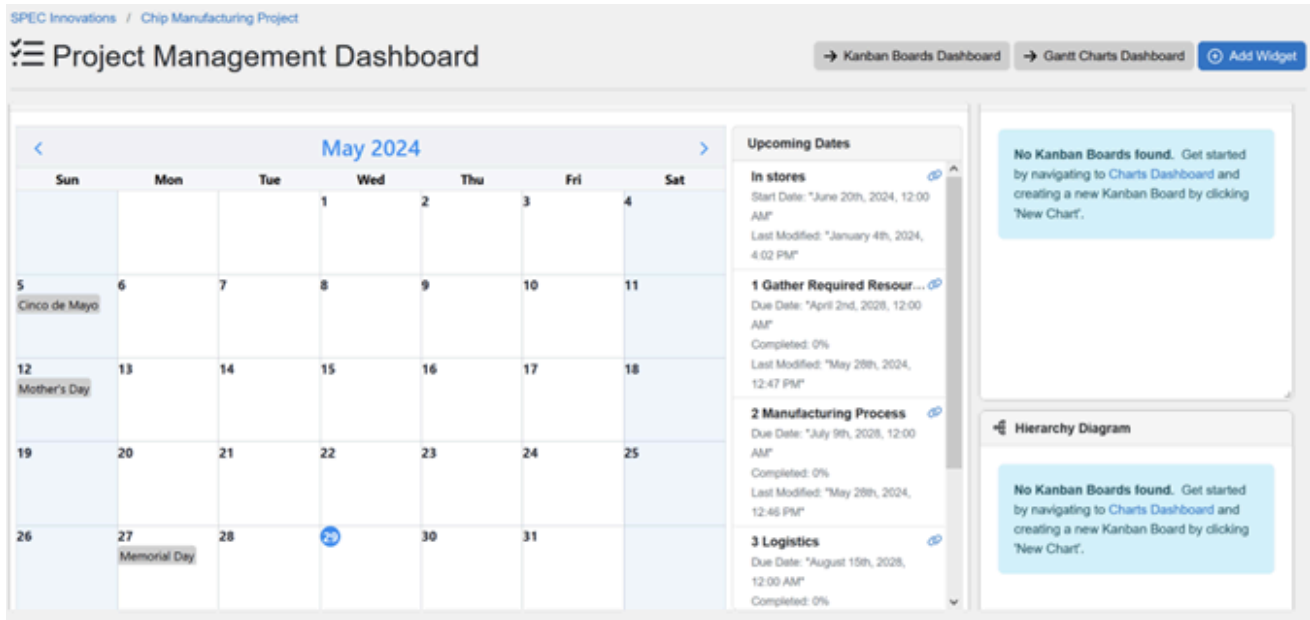 SPEC Innovations / Chip Manufacturing Project
Project Management Dashboard
→ Kanban Boards Dashboard
→ Gantt Charts Dashboard
Add Widget
May 2024
Sun Mon Tue Wed Thu Fri Sat
1 2 3 4
5 6 7 8 9 10 11
Cinco de Mayo
12 13 14 15 16 17 18
Mother's Day
19 20 21 22 23 24 25
26 27 28 29 30 31
Memorial Day
Upcoming Dates
In stores
Start Date: "June 20th, 2024, 12:00
AM"
Last Modified: "January 4th, 2024,
4:02 PM"
1 Gather Required Resour...
Due Date: "April 2nd, 2028, 12:00
AM"
Completed: 0%
Last Modified: "May 28th, 2024,
12:47 PM"
2 Manufacturing Process
Due Date: "July 9th, 2028, 12:00
AM"
Completed: 0%
Last Modified: "May 28th, 2024,
12:46 PM"
3 Logistics
Due Date: "August 15th, 2028,
12:00 AM"
Completed: 0%
No Kanban Boards found. Get started
by navigating to Charts Dashboard and
creating a new Kanban Board by clicking
'New Chart'.
Hierarchy Diagram
No Kanban Boards found. Get started
by navigating to Charts Dashboard and
creating a new Kanban Board by clicking
'New Chart'.